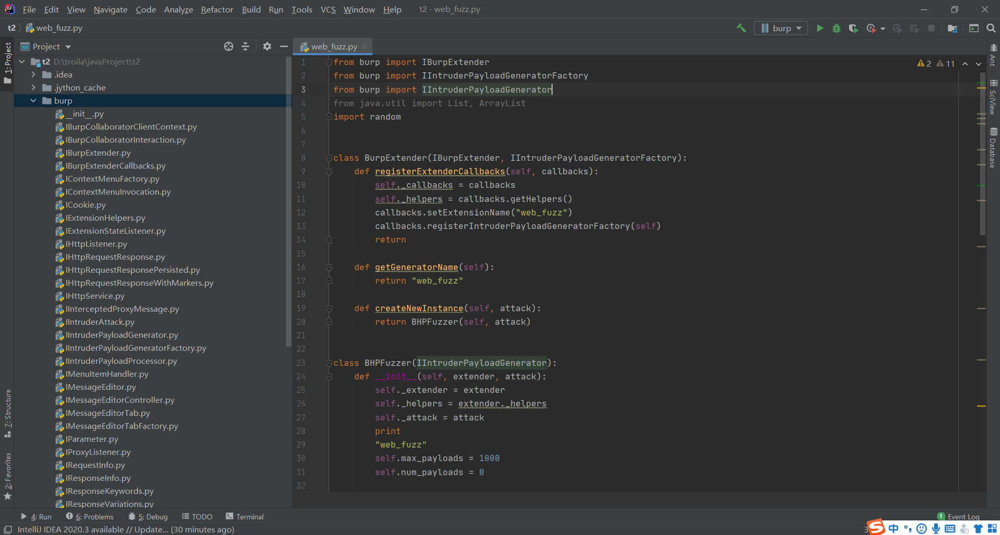 File Edit View Navigate Code Analyze Refactor Build Run Tools VCS Window Help t2 - web_fuzz.py
t2 web_fuzz.py
burp
1: Project
7: Structure
2: Favorites
Project
t2 D:\troila\javaProject\t2
.idea
.jython_cache
burp
__init__.py
IBurpCollaboratorClientContext.py
IBurpCollaboratorInteraction.py
IBurpExtender.py
IBurpExtenderCallbacks.py
IContextMenuFactory.py
IContextMenuInvocation.py
ICookie.py
IExtensionHelpers.py
IExtensionStateListener.py
IHttpListener.py
IHttpRequestResponse.py
IHttpRequestResponsePersisted.py
IHttpRequestResponseWithMarkers.py
IHttpService.py
IInterceptedProxyMessage.py
IIntruderAttack.py
IIntruderPayloadGenerator.py
IIntruderPayloadGeneratorFactory.py
IIntruderPayloadProcessor.py
IMenuItemHandler.py
IMessageEditor.py
IMessageEditorController.py
IMessageEditorTab.py
IMessageEditorTabFactory.py
IParameter.py
IProxyListener.py
IRequestInfo.py
IResponseInfo.py
IResponseKeywords.py
IResponseVariations.py
web_fuzz.py
2 11
1 from burp import IBurpExtender
2 from burp import IIntruderPayloadGeneratorFactory
3 from burp import IIntruderPayloadGenerator
4 from java.util import List, ArrayList
5 import random
6
7
8 class BurpExtender(IBurpExtender, IIntruderPayloadGeneratorFactory):
9 def registerExtenderCallbacks(self, callbacks):
10 self._callbacks = callbacks
11 self._helpers = callbacks.getHelpers()
12 callbacks.setExtensionName("web_fuzz")
13 callbacks.registerIntruderPayloadGeneratorFactory(self)
14 return
15
16 def getGeneratorName(self):
17 return "web_fuzz"
18
19 def createNewInstance(self, attack):
20 return BHPFuzzer(self, attack)
21
22
23 class BHPFuzzer(IIntruderPayloadGenerator):
24 def __init__(self, extender, attack):
25 self._extender = extender
26 self._helpers = extender._helpers
27 self._attack = attack
28 print
29 "web_fuzz"
30 self.max_payloads = 1000
31 self.num_payloads = 0
32
Ant
SciView
Database
4: Run 6: Problems 5: Debug TODO Terminal
1 Event Log
IntelliJ IDEA 2020.3 available // Update... (30 minutes ago)
3
S 中